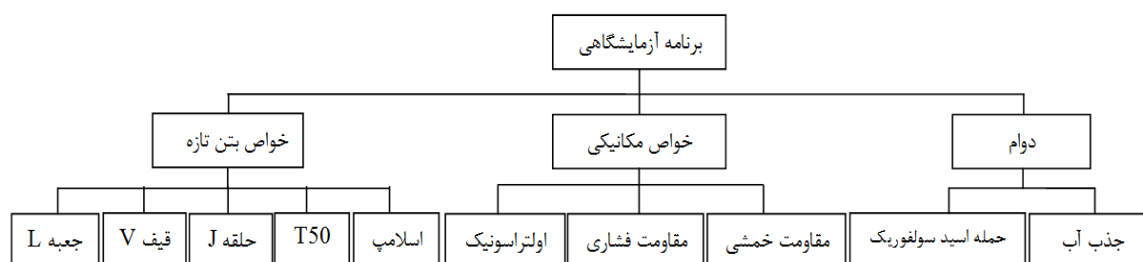 برنامه آزمایشگاهی
دوام
خواص مکانیکی
خواص بتن تازه
جذب آب
حمله اسید سولفوریک
مقاومت خمشی
مقاومت فشاری
اولتراسونیک
اسلامپ
T50
حلقه J
قیف V
جعبه L